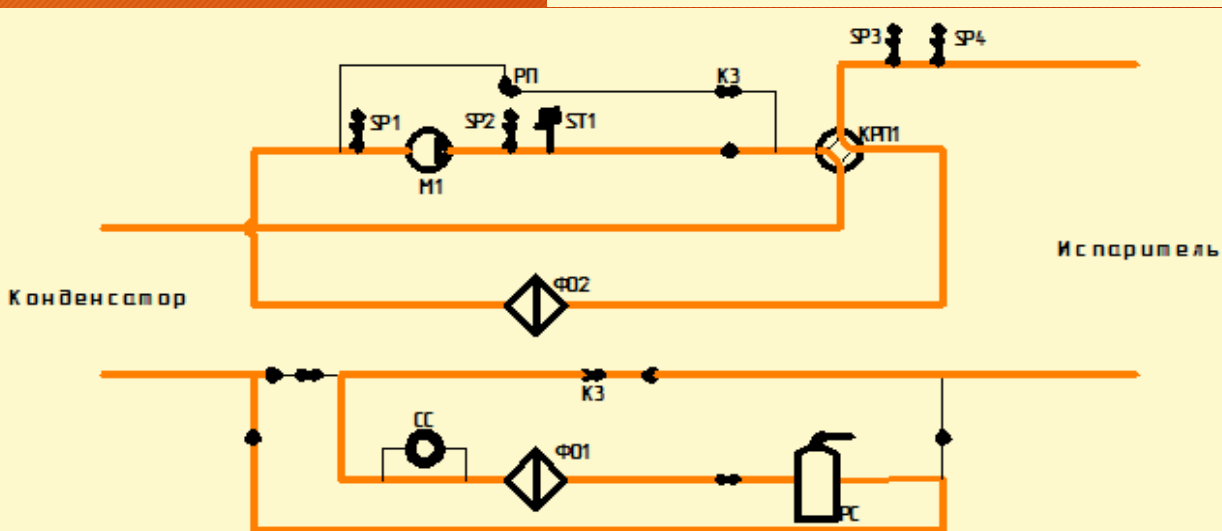 SP3
SP4
РП
КЗ
SP1
SP2
ST1
КРП1
М1
Испаритель
Конденсатор
ФО2
КЗ
СС
ФО1
РС